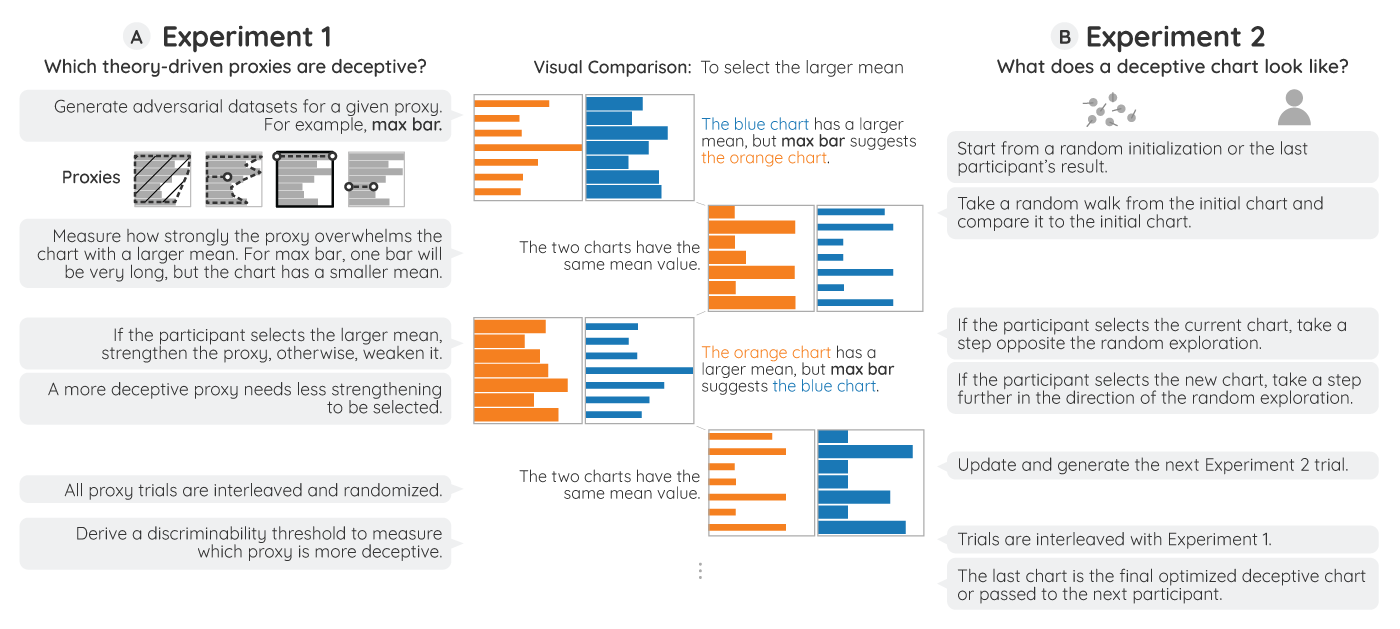 A Experiment 1
Which theory-driven proxies are deceptive?
Generate adversarial datasets for a given proxy.
For example, max bar.
Proxies
Measure how strongly the proxy overwhelms the
chart with a larger mean. For max bar, one bar will
be very long, but the chart has a smaller mean.
If the participant selects the larger mean,
strengthen the proxy, otherwise, weaken it.
A more deceptive proxy needs less strengthening
to be selected.
All proxy trials are interleaved and randomized.
Derive a discriminability threshold to measure
which proxy is more deceptive.
Visual Comparison: To select the larger mean
The blue chart has a larger
mean, but max bar suggests
the orange chart.
The two charts have the
same mean value.
The orange chart has a
larger mean, but max bar
suggests the blue chart.
The two charts have the
same mean value.
B Experiment 2
What does a deceptive chart look like?
Start from a random initialization or the last
participant's result.
Take a random walk from the initial chart and
compare it to the initial chart.
If the participant selects the current chart, take a
step opposite the random exploration.
If the participant selects the new chart, take a step
further in the direction of the random exploration.
Update and generate the next Experiment 2 trial.
Trials are interleaved with Experiment 1.
The last chart is the final optimized deceptive chart
or passed to the next participant.